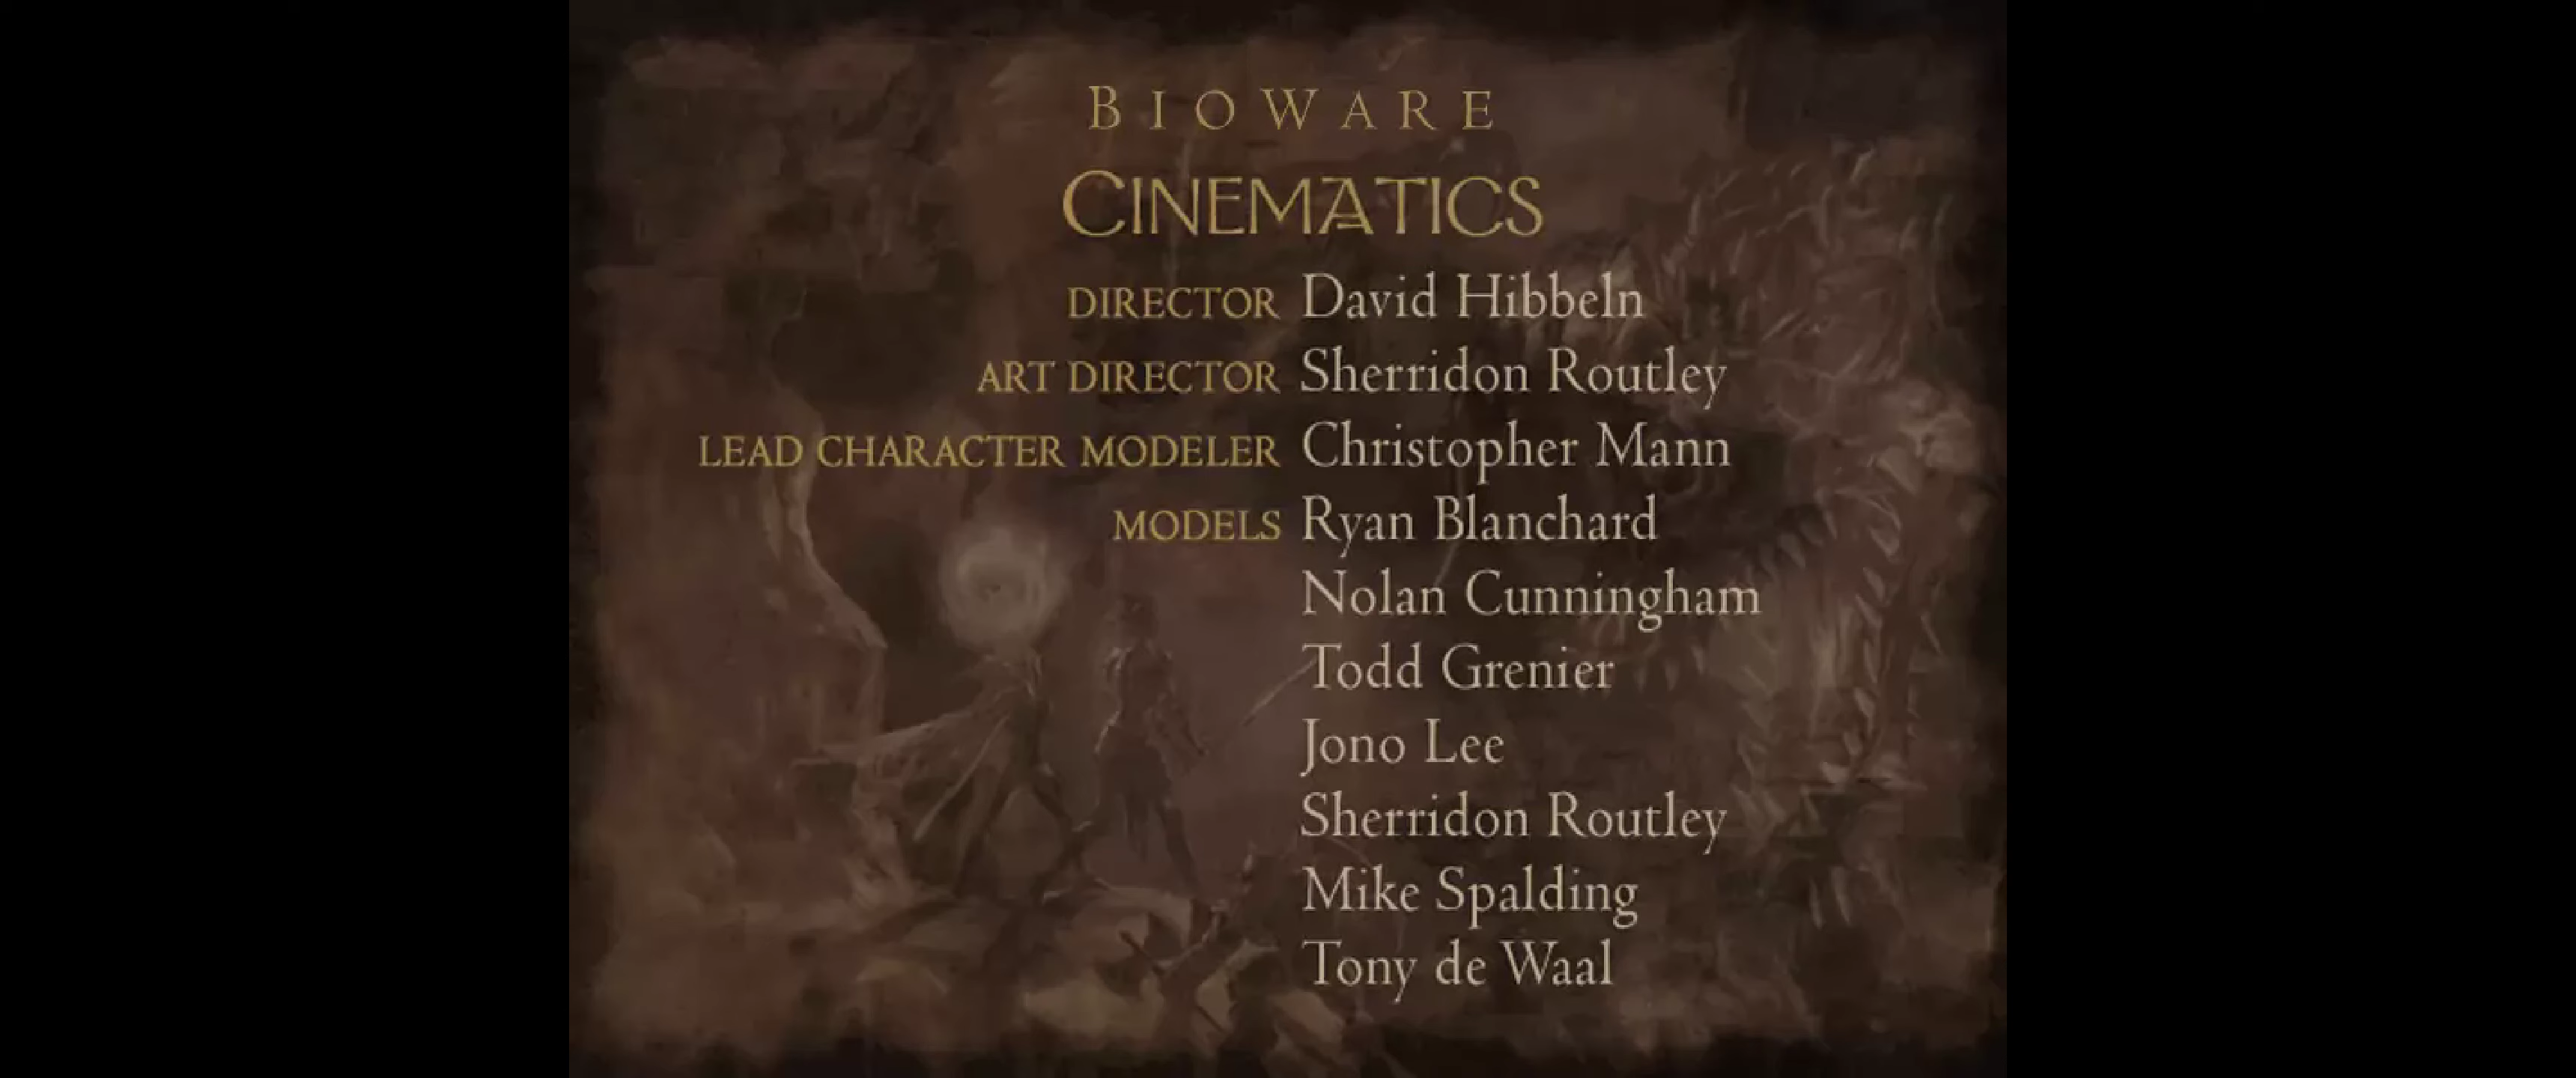 BIOWARE
CINEMATICS
DIRECTOR David Hibbeln
ART DIRECTOR Sherridon Routley
LEAD CHARACTER MODELER Christopher Mann
MODELS Ryan Blanchard
Nolan Cunningham
Todd Grenier
Jono Lee
Sherridon Routley
Mike Spalding
Tony de Waal